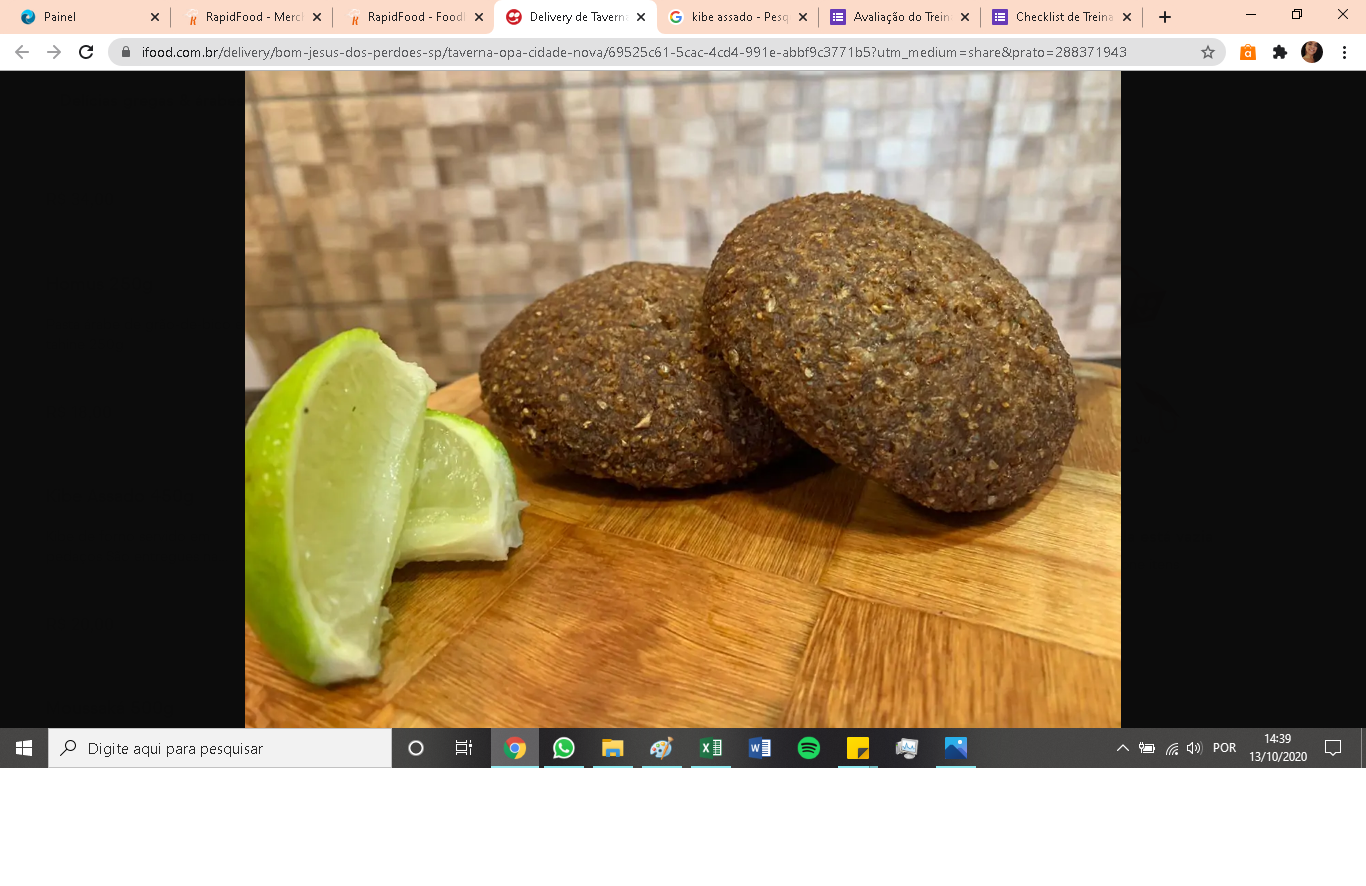 Painel
RapidFood - Merc
RapidFood - Food
Delivery de Taverna
kibe assado - Pesq
Avaliação do Trein
Checklist de Treina
ifood.com.br/delivery/bom-jesus-dos-perdoes-sp/taverna-opa-cidade-nova/69525c61-5cac-4cd4-991e-abbf9c3771b5?utm_medium=share&prato=288371943
Digite aqui para pesquisar
POR
14:39
13/10/2020